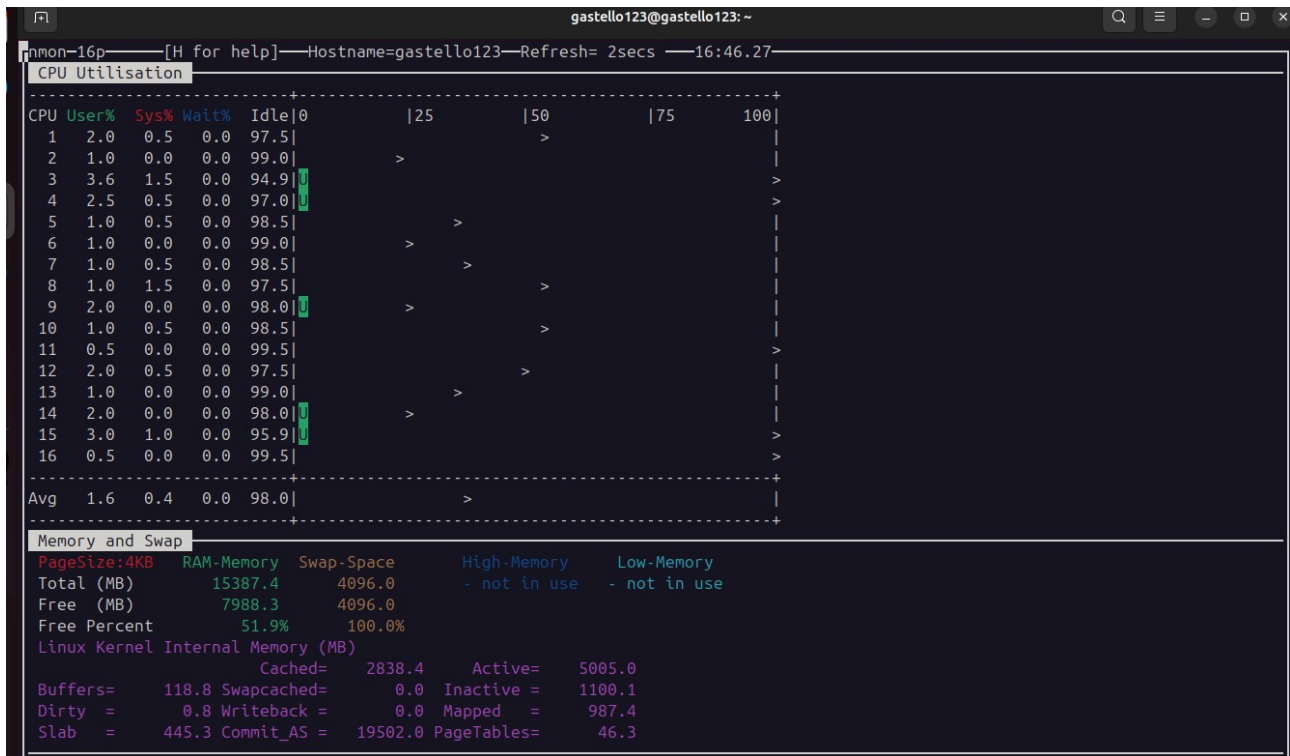 gastello123@gastello123: ~
nmon─16p──────[H for help]───Hostname=gastello123──Refresh= 2secs ───16:46.27─
CPU Utilisation
---------------------------+-------------------------------------------------+
CPU User%  Sys% Wait%  Idle|0          |25         |50          |75       100|
1   2.0   0.5   0.0  97.5|                         >                       |
2   1.0   0.0   0.0  99.0|          >                                      |
3   3.6   1.5   0.0  94.9|U                                                >
4   2.5   0.5   0.0  97.0|U                                                >
5   1.0   0.5   0.0  98.5|                >                                |
6   1.0   0.0   0.0  99.0|           >                                     |
7   1.0   0.5   0.0  98.5|                 >                               |
8   1.0   1.5   0.0  97.5|                         >                       |
9   2.0   0.0   0.0  98.0|U          >                                     |
10   1.0   0.5   0.0  98.5|                         >                       |
11   0.5   0.0   0.0  99.5|                                                 >
12   2.0   0.5   0.0  97.5|                       >                         |
13   1.0   0.0   0.0  99.0|                >                                |
14   2.0   0.0   0.0  98.0|U          >                                     |
15   3.0   1.0   0.0  95.9|U                                                >
16   0.5   0.0   0.0  99.5|                                                 >
---------------------------+-------------------------------------------------+
Avg   1.6   0.4   0.0  98.0|                 >                               |
---------------------------+-------------------------------------------------+
Memory and Swap
PageSize:4KB   RAM-Memory  Swap-Space       High-Memory     Low-Memory
Total (MB)        15387.4      4096.0       - not in use   - not in use
Free  (MB)         7988.3      4096.0
Free Percent         51.9%      100.0%
Linux Kernel Internal Memory (MB)
Cached=    2838.4     Active=    5005.0
Buffers=     118.8 Swapcached=       0.0  Inactive =    1100.1
Dirty  =       0.8 Writeback =       0.0  Mapped   =     987.4
Slab   =     445.3 Commit_AS =   19502.0 PageTables=      46.3